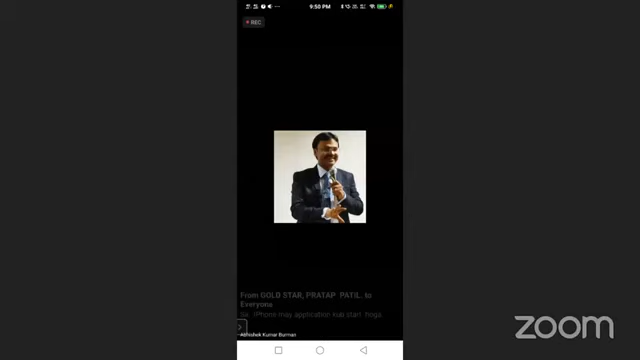 9:50 PM
REC
From GOLD STAR, PRATAP PATIL. to
Everyone
Sir, IPhone may application kub start hoga.
Abhishek Kumar Burman
zoom